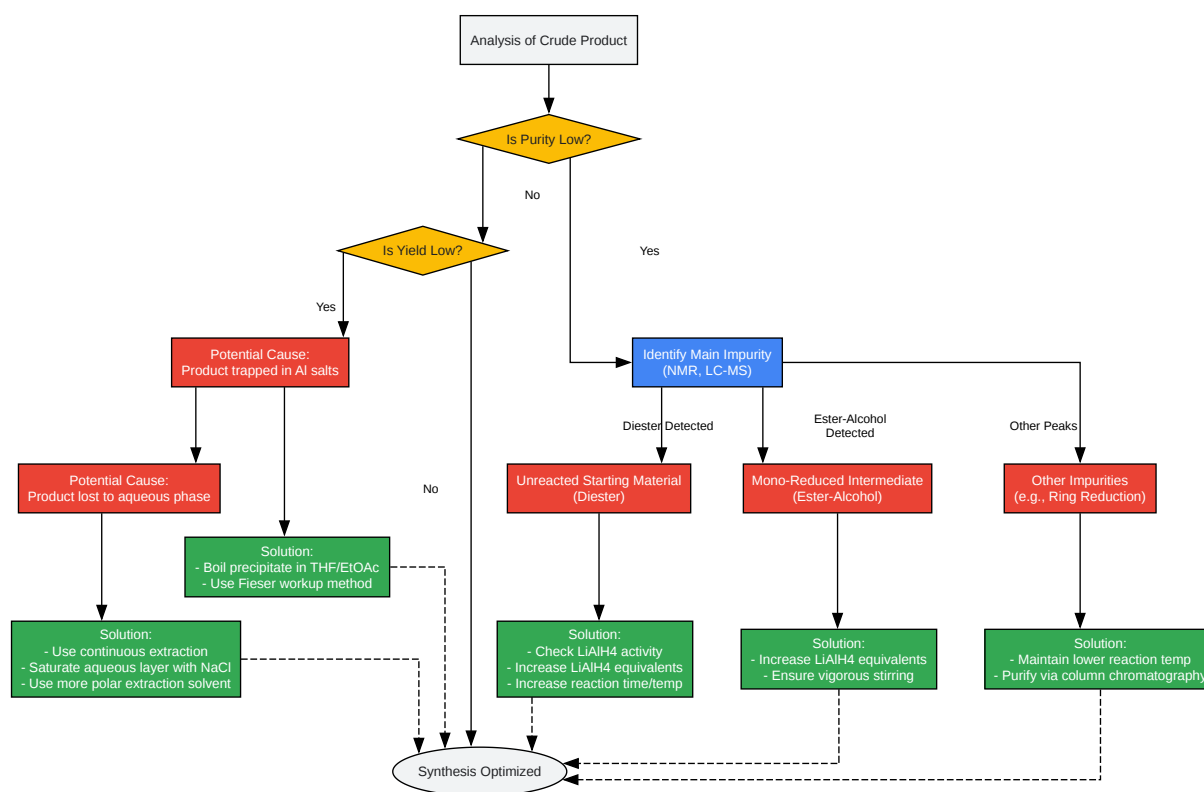 Analysis of Crude Product
Is Purity Low?
No
Is Yield Low?
Yes
Yes
Potential Cause:
Product trapped in Al salts
Identify Main Impurity
(NMR, LC-MS)
Diester Detected
Ester-Alcohol
Detected
Other Peaks
Potential Cause:
Product lost to aqueous phase
No
Unreacted Starting Material
(Diester)
Mono-Reduced Intermediate
(Ester-Alcohol)
Other Impurities
(e.g., Ring Reduction)
Solution:
- Boil precipitate in THF/EtOAc
- Use Fieser workup method
Solution:
- Use continuous extraction
- Saturate aqueous layer with NaCl
- Use more polar extraction solvent
Solution:
- Check LiAlH4 activity
- Increase LiAlH4 equivalents
- Increase reaction time/temp
Solution:
- Increase LiAlH4 equivalents
- Ensure vigorous stirring
Solution:
- Maintain lower reaction temp
- Purify via column chromatography
Synthesis Optimized